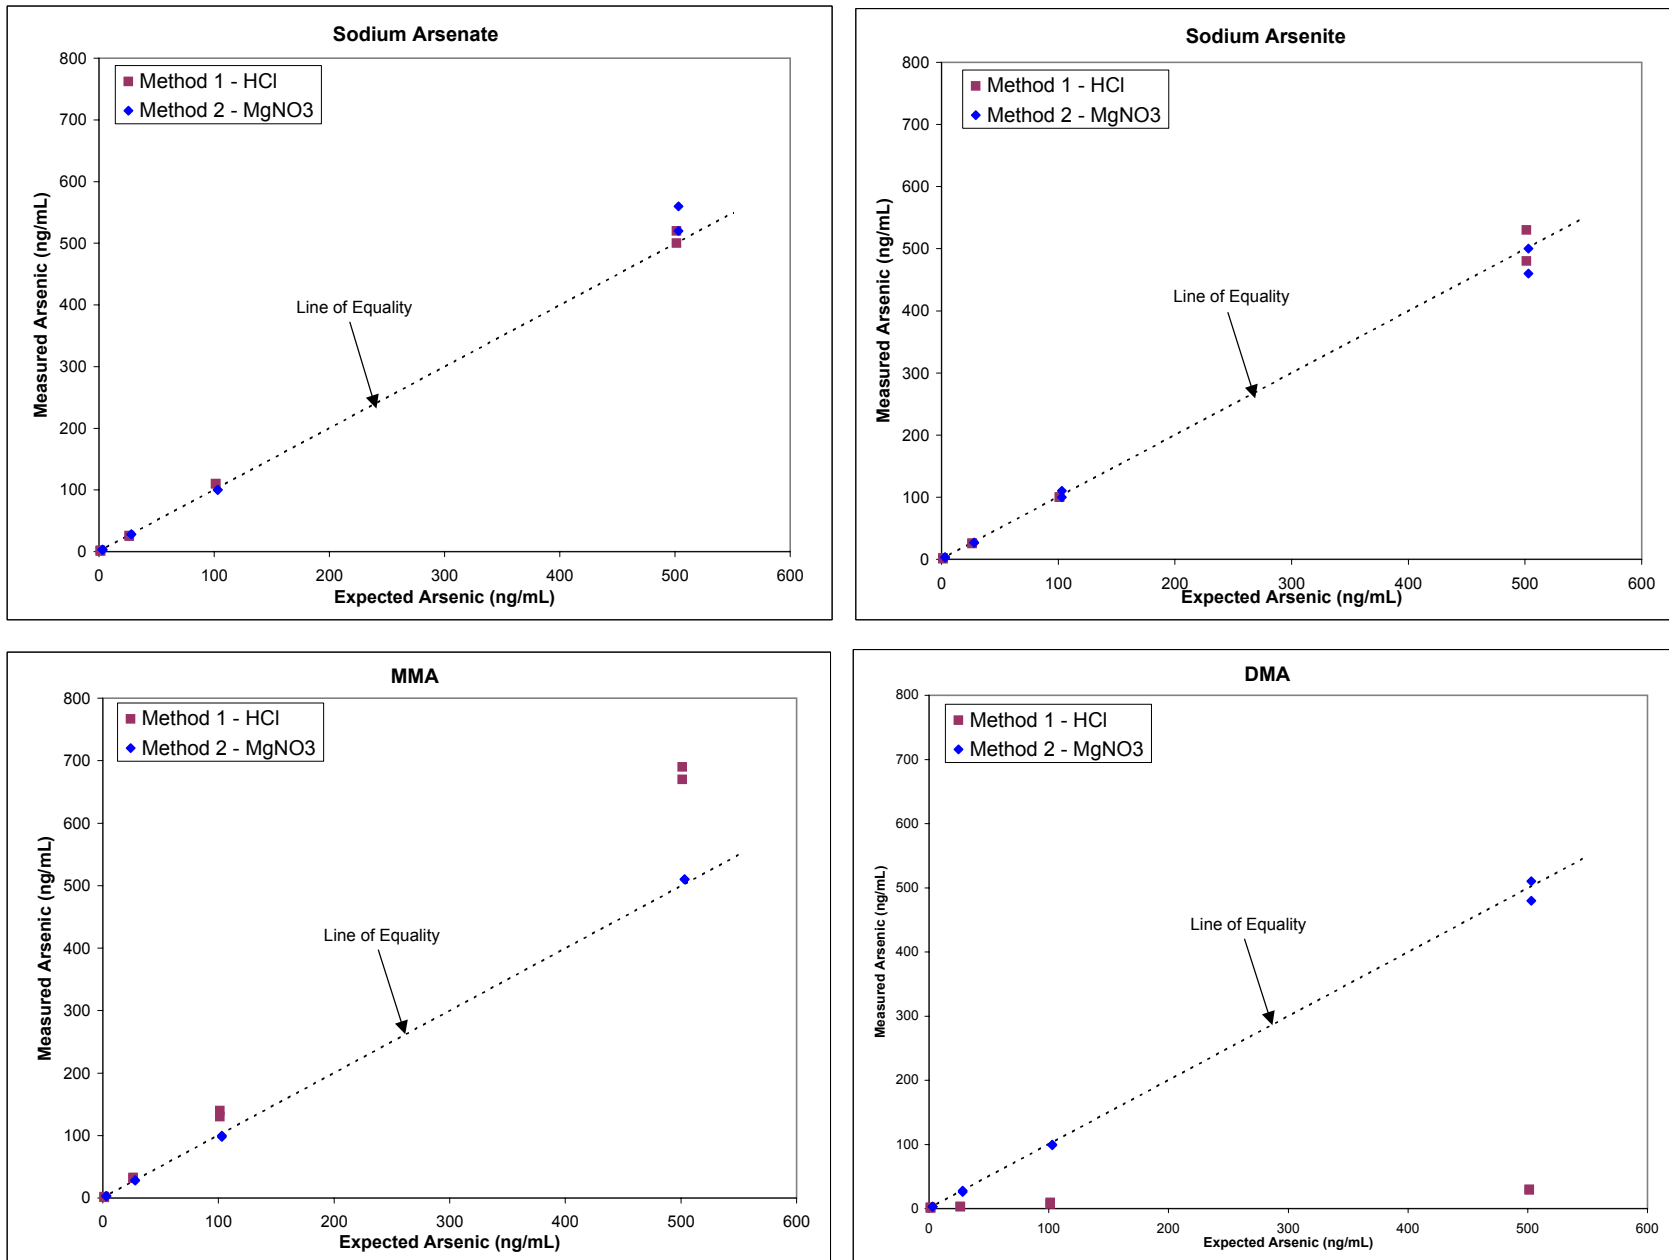 Sodium Arsenate
Method 1 - HCl
Method 2 - MgNO3
Line of Equality
Measured Arsenic (ng/mL)
800
700
600
500
400
300
200
100
0
0 100 200 300 400 500 600
Expected Arsenic (ng/mL)
Sodium Arsenite
Method 1 - HCl
Method 2 - MgNO3
Line of Equality
Measured Arsenic (ng/mL)
800
700
600
500
400
300
200
100
0
0 100 200 300 400 500 600
Expected Arsenic (ng/mL)
MMA
Method 1 - HCl
Method 2 - MgNO3
Line of Equality
Measured Arsenic (ng/mL)
800
700
600
500
400
300
200
100
0
0 100 200 300 400 500 600
Expected Arsenic (ng/mL)
DMA
Method 1 - HCl
Method 2 - MgNO3
Line of Equality
Measured Arsenic (ng/mL)
800
700
600
500
400
300
200
100
0
0 100 200 300 400 500 600
Expected Arsenic (ng/mL)